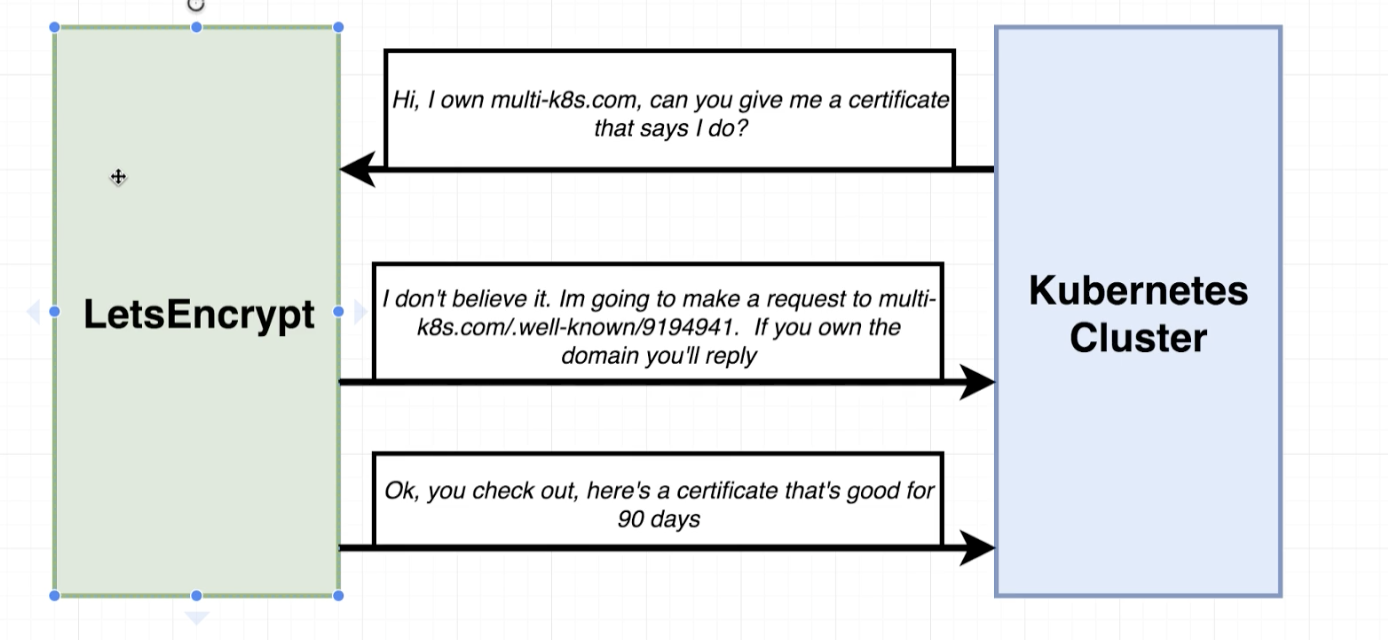 Hi, I own multi-k8s.com, can you give me a certificate
that says I do?
I don't believe it. Im going to make a request to multi-
k8s.com/.well-known/9194941.  If you own the
domain you'll reply
Ok, you check out, here's a certificate that's good for
90 days
LetsEncrypt
Kubernetes
Cluster